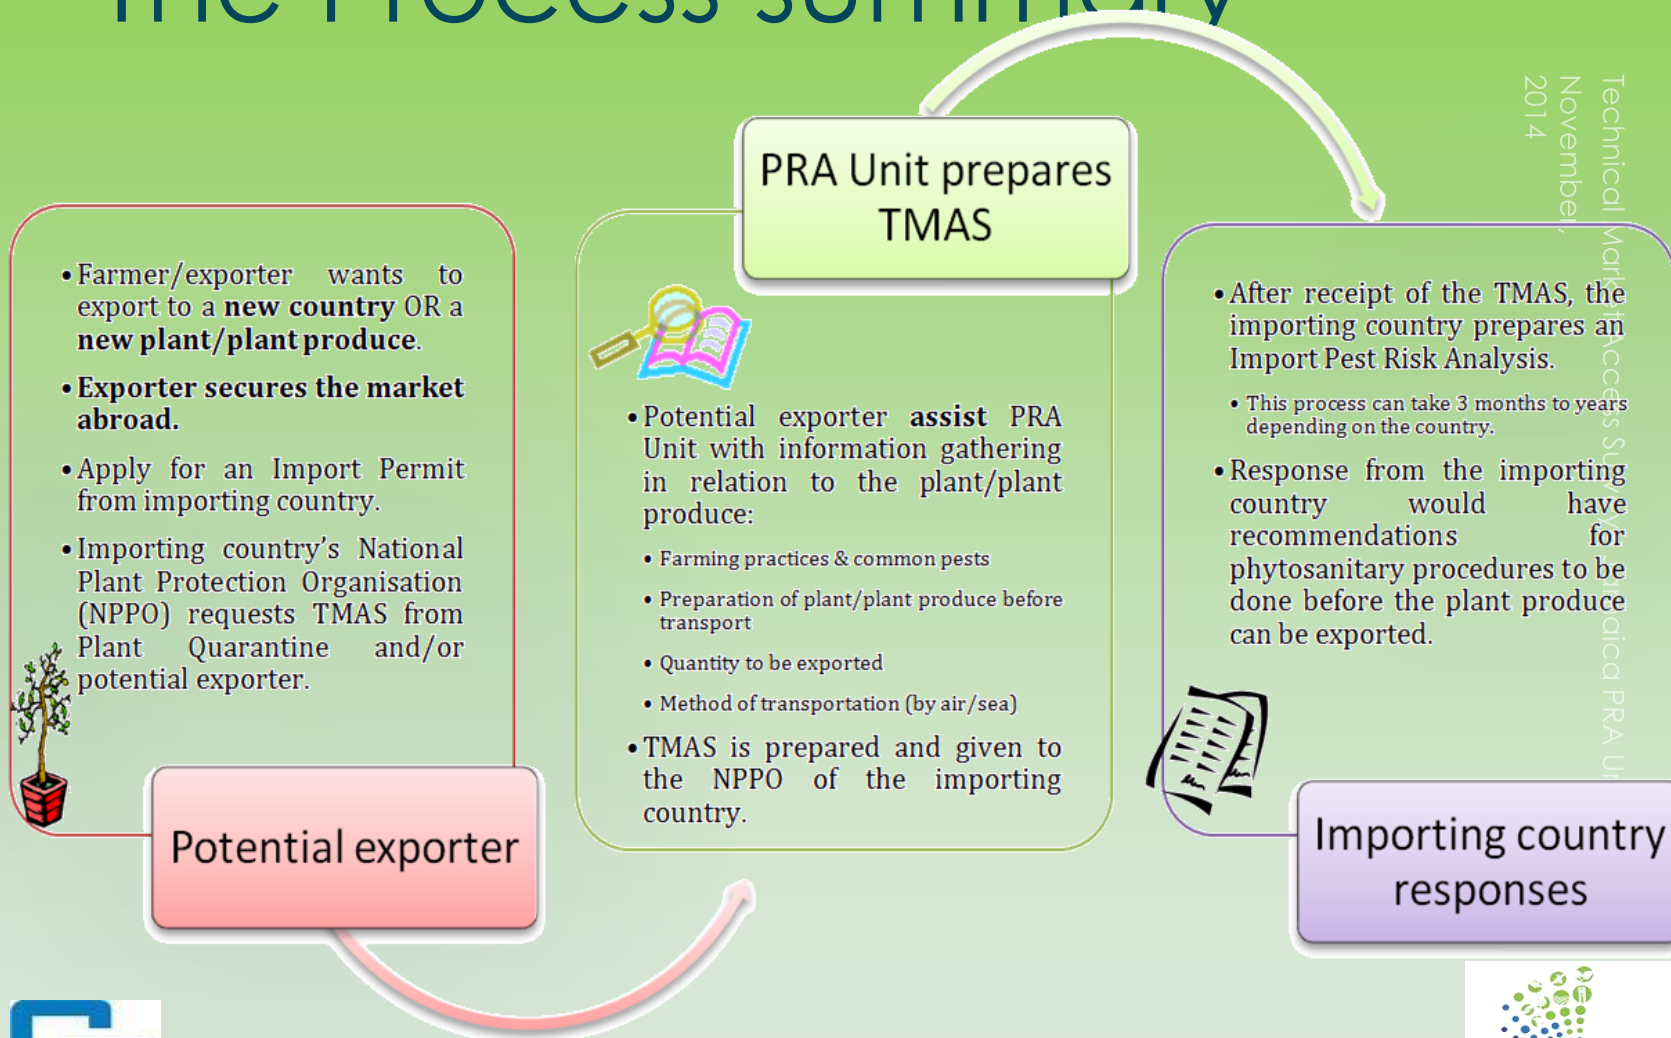 The Process summary
• Farmer/exporter wants to
export to a new country OR a
new plant/plant produce.
• Exporter secures the market
abroad.
• Apply for an Import Permit
from importing country.
• Importing country's National
Plant Protection Organisation
(NPPO) requests TMAS from
Plant Quarantine and/or
potential exporter.
Potential exporter
PRA Unit prepares
TMAS
• Potential exporter assist PRA
Unit with information gathering
in relation to the plant/plant
produce:
• Farming practices & common pests
• Preparation of plant/plant produce before
transport
• Quantity to be exported
• Method of transportation (by air/sea)
• TMAS is prepared and given to
the NPPO of the importing
country.
• After receipt of the TMAS, the
importing country prepares an
Import Pest Risk Analysis.
• This process can take 3 months to years
depending on the country.
• Response from the importing
country would have
recommendations for
phytosanitary procedures to be
done before the plant produce
can be exported.
Importing country
responses
Technical Market Access
PRA
November,
2014